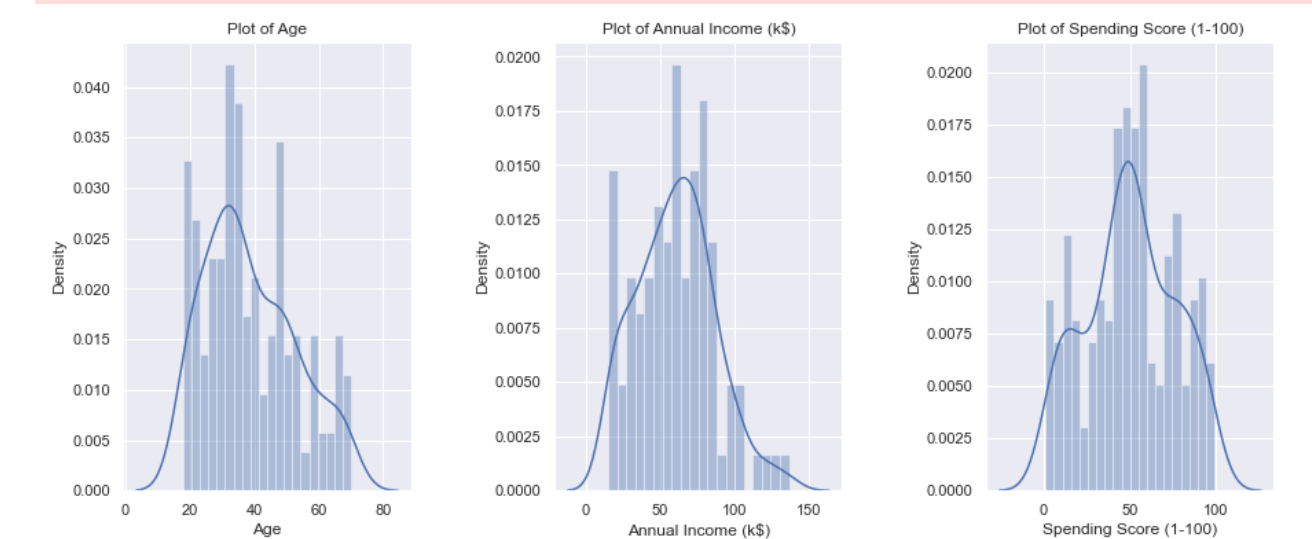 Plot of Age
0.040
0.035
0.030
0.025
0.020
0.015
0.010
0.005
0.000
Density
0 20 40 60 80
Age
Plot of Annual Income (k$)
0.0200
0.0175
0.0150
0.0125
0.0100
0.0075
0.0050
0.0025
0.0000
Density
0 50 100 150
Annual Income (k$)
Plot of Spending Score (1-100)
0.0200
0.0175
0.0150
0.0125
0.0100
0.0075
0.0050
0.0025
0.0000
Density
0 50 100
Spending Score (1-100)